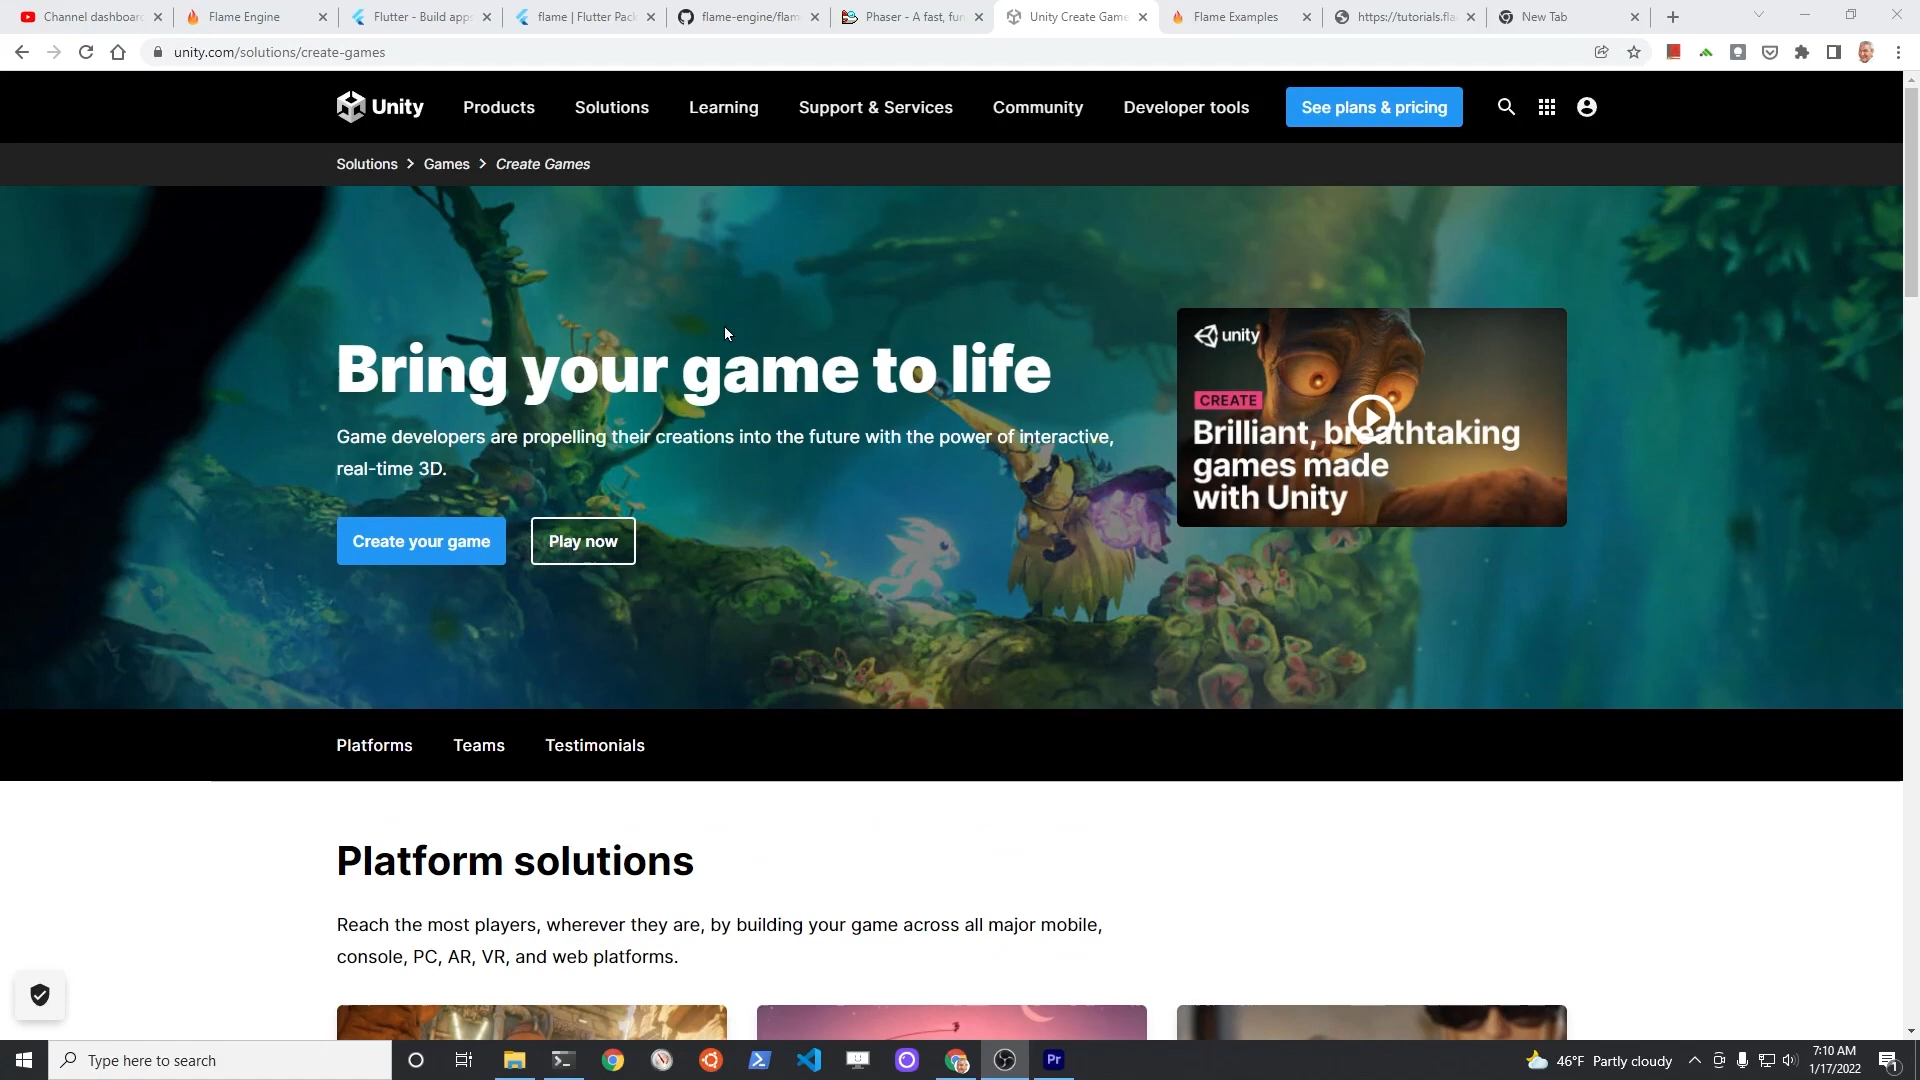 Channel dashboard
Flame Engine
Flutter - Build apps
flame | Flutter Pack
flame-engine/flam
Phaser - A fast, fun
Unity Create Game
Flame Examples
https://tutorials.fla
New Tab
unity.com/solutions/create-games
Unity
Products
Solutions
Learning
Support & Services
Community
Developer tools
See plans & pricing
Solutions > Games > Create Games
Bring your game to life
Game developers are propelling their creations into the future with the power of interactive,
real-time 3D.
Create your game
Play now
unity
CREATE
Brilliant, breathtaking
games made
with Unity
Platforms
Teams
Testimonials
Platform solutions
Reach the most players, wherever they are, by building your game across all major mobile,
console, PC, AR, VR, and web platforms.
Type here to search
Pr
46°F Partly cloudy
7:10 AM
1/17/2022
1